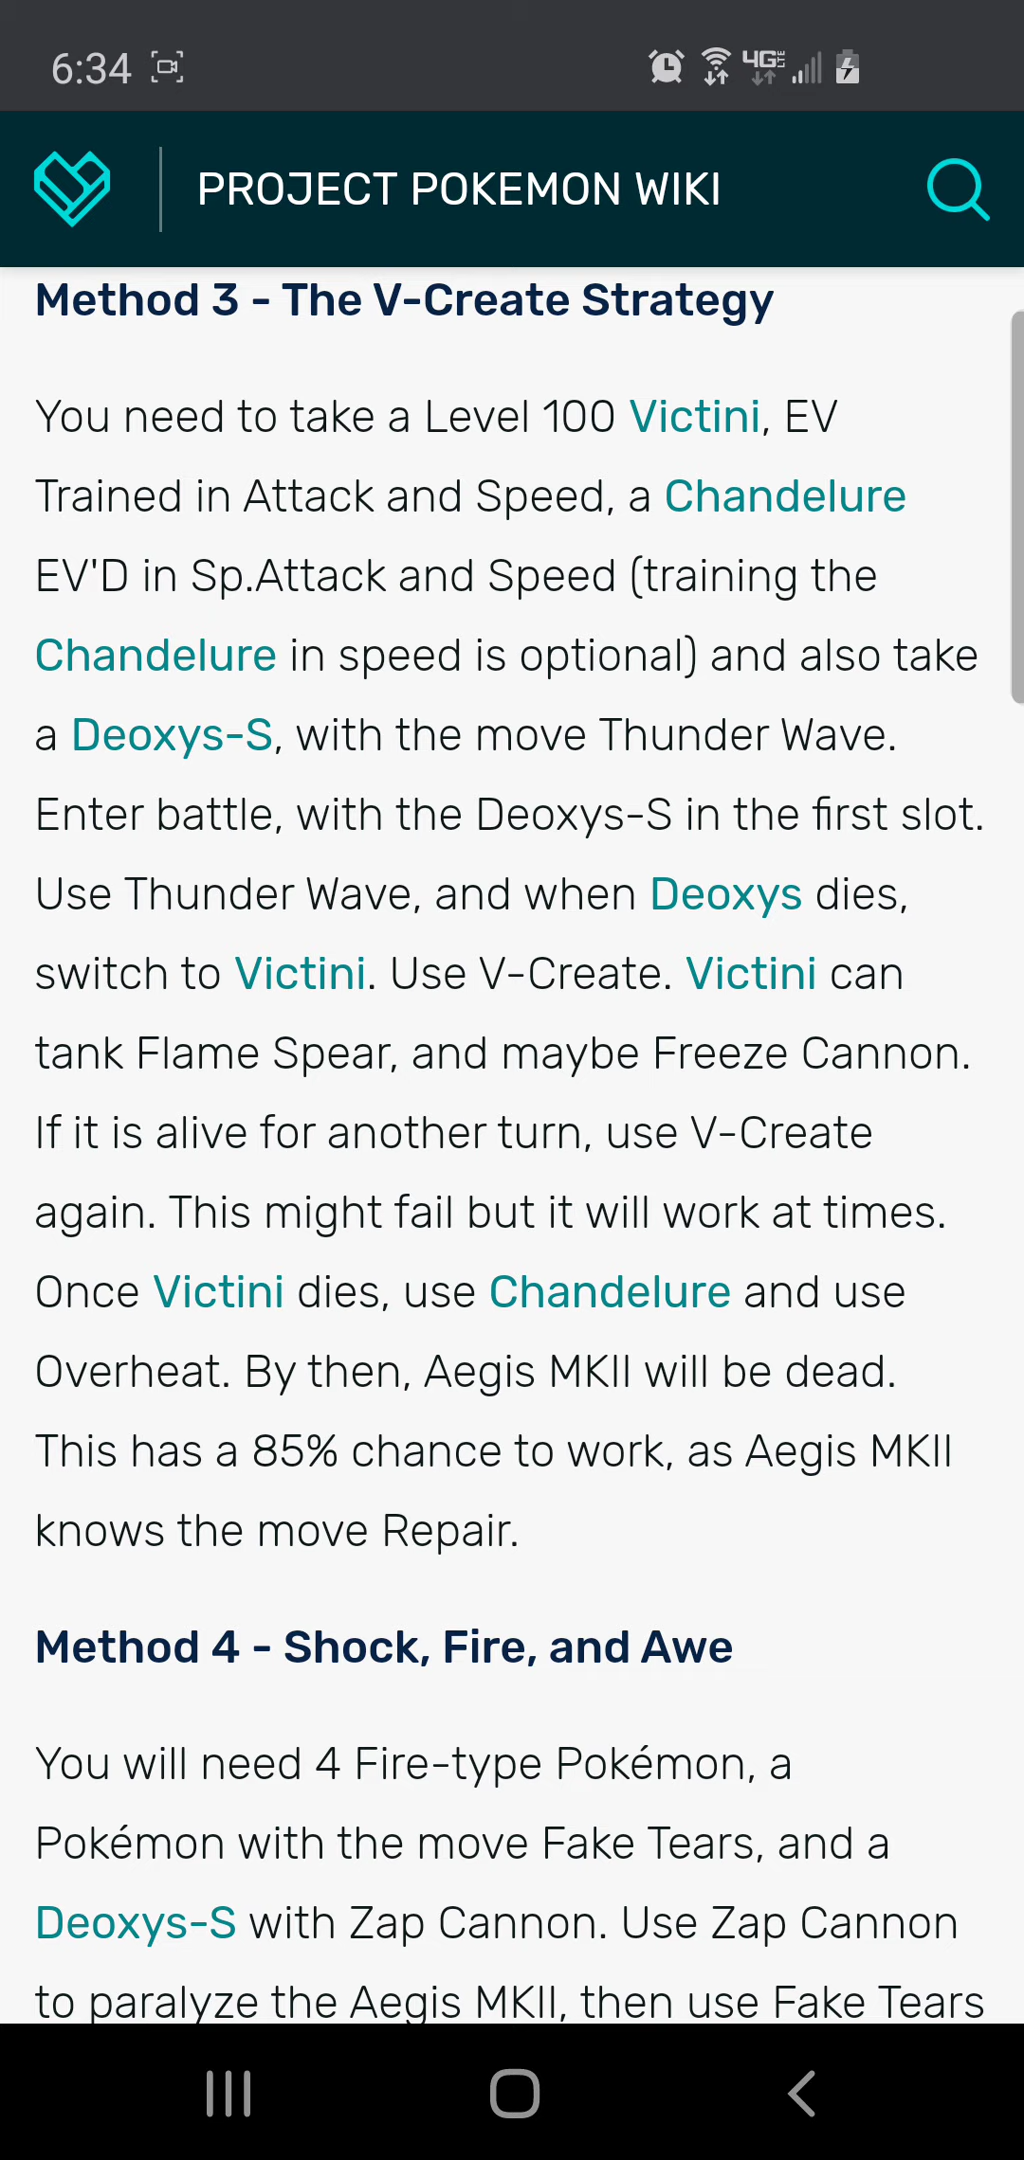 6:34
4G LTE
PROJECT POKEMON WIKI
Method 3 - The V-Create Strategy
You need to take a Level 100 Victini, EV
Trained in Attack and Speed, a Chandelure
EV'D in Sp.Attack and Speed (training the
Chandelure in speed is optional) and also take
a Deoxys-S, with the move Thunder Wave.
Enter battle, with the Deoxys-S in the first slot.
Use Thunder Wave, and when Deoxys dies,
switch to Victini. Use V-Create. Victini can
tank Flame Spear, and maybe Freeze Cannon.
If it is alive for another turn, use V-Create
again. This might fail but it will work at times.
Once Victini dies, use Chandelure and use
Overheat. By then, Aegis MKII will be dead.
This has a 85% chance to work, as Aegis MKII
knows the move Repair.
Method 4 - Shock, Fire, and Awe
You will need 4 Fire-type Pokémon, a
Pokémon with the move Fake Tears, and a
Deoxys-S with Zap Cannon. Use Zap Cannon
to paralyze the Aegis MKII, then use Fake Tears